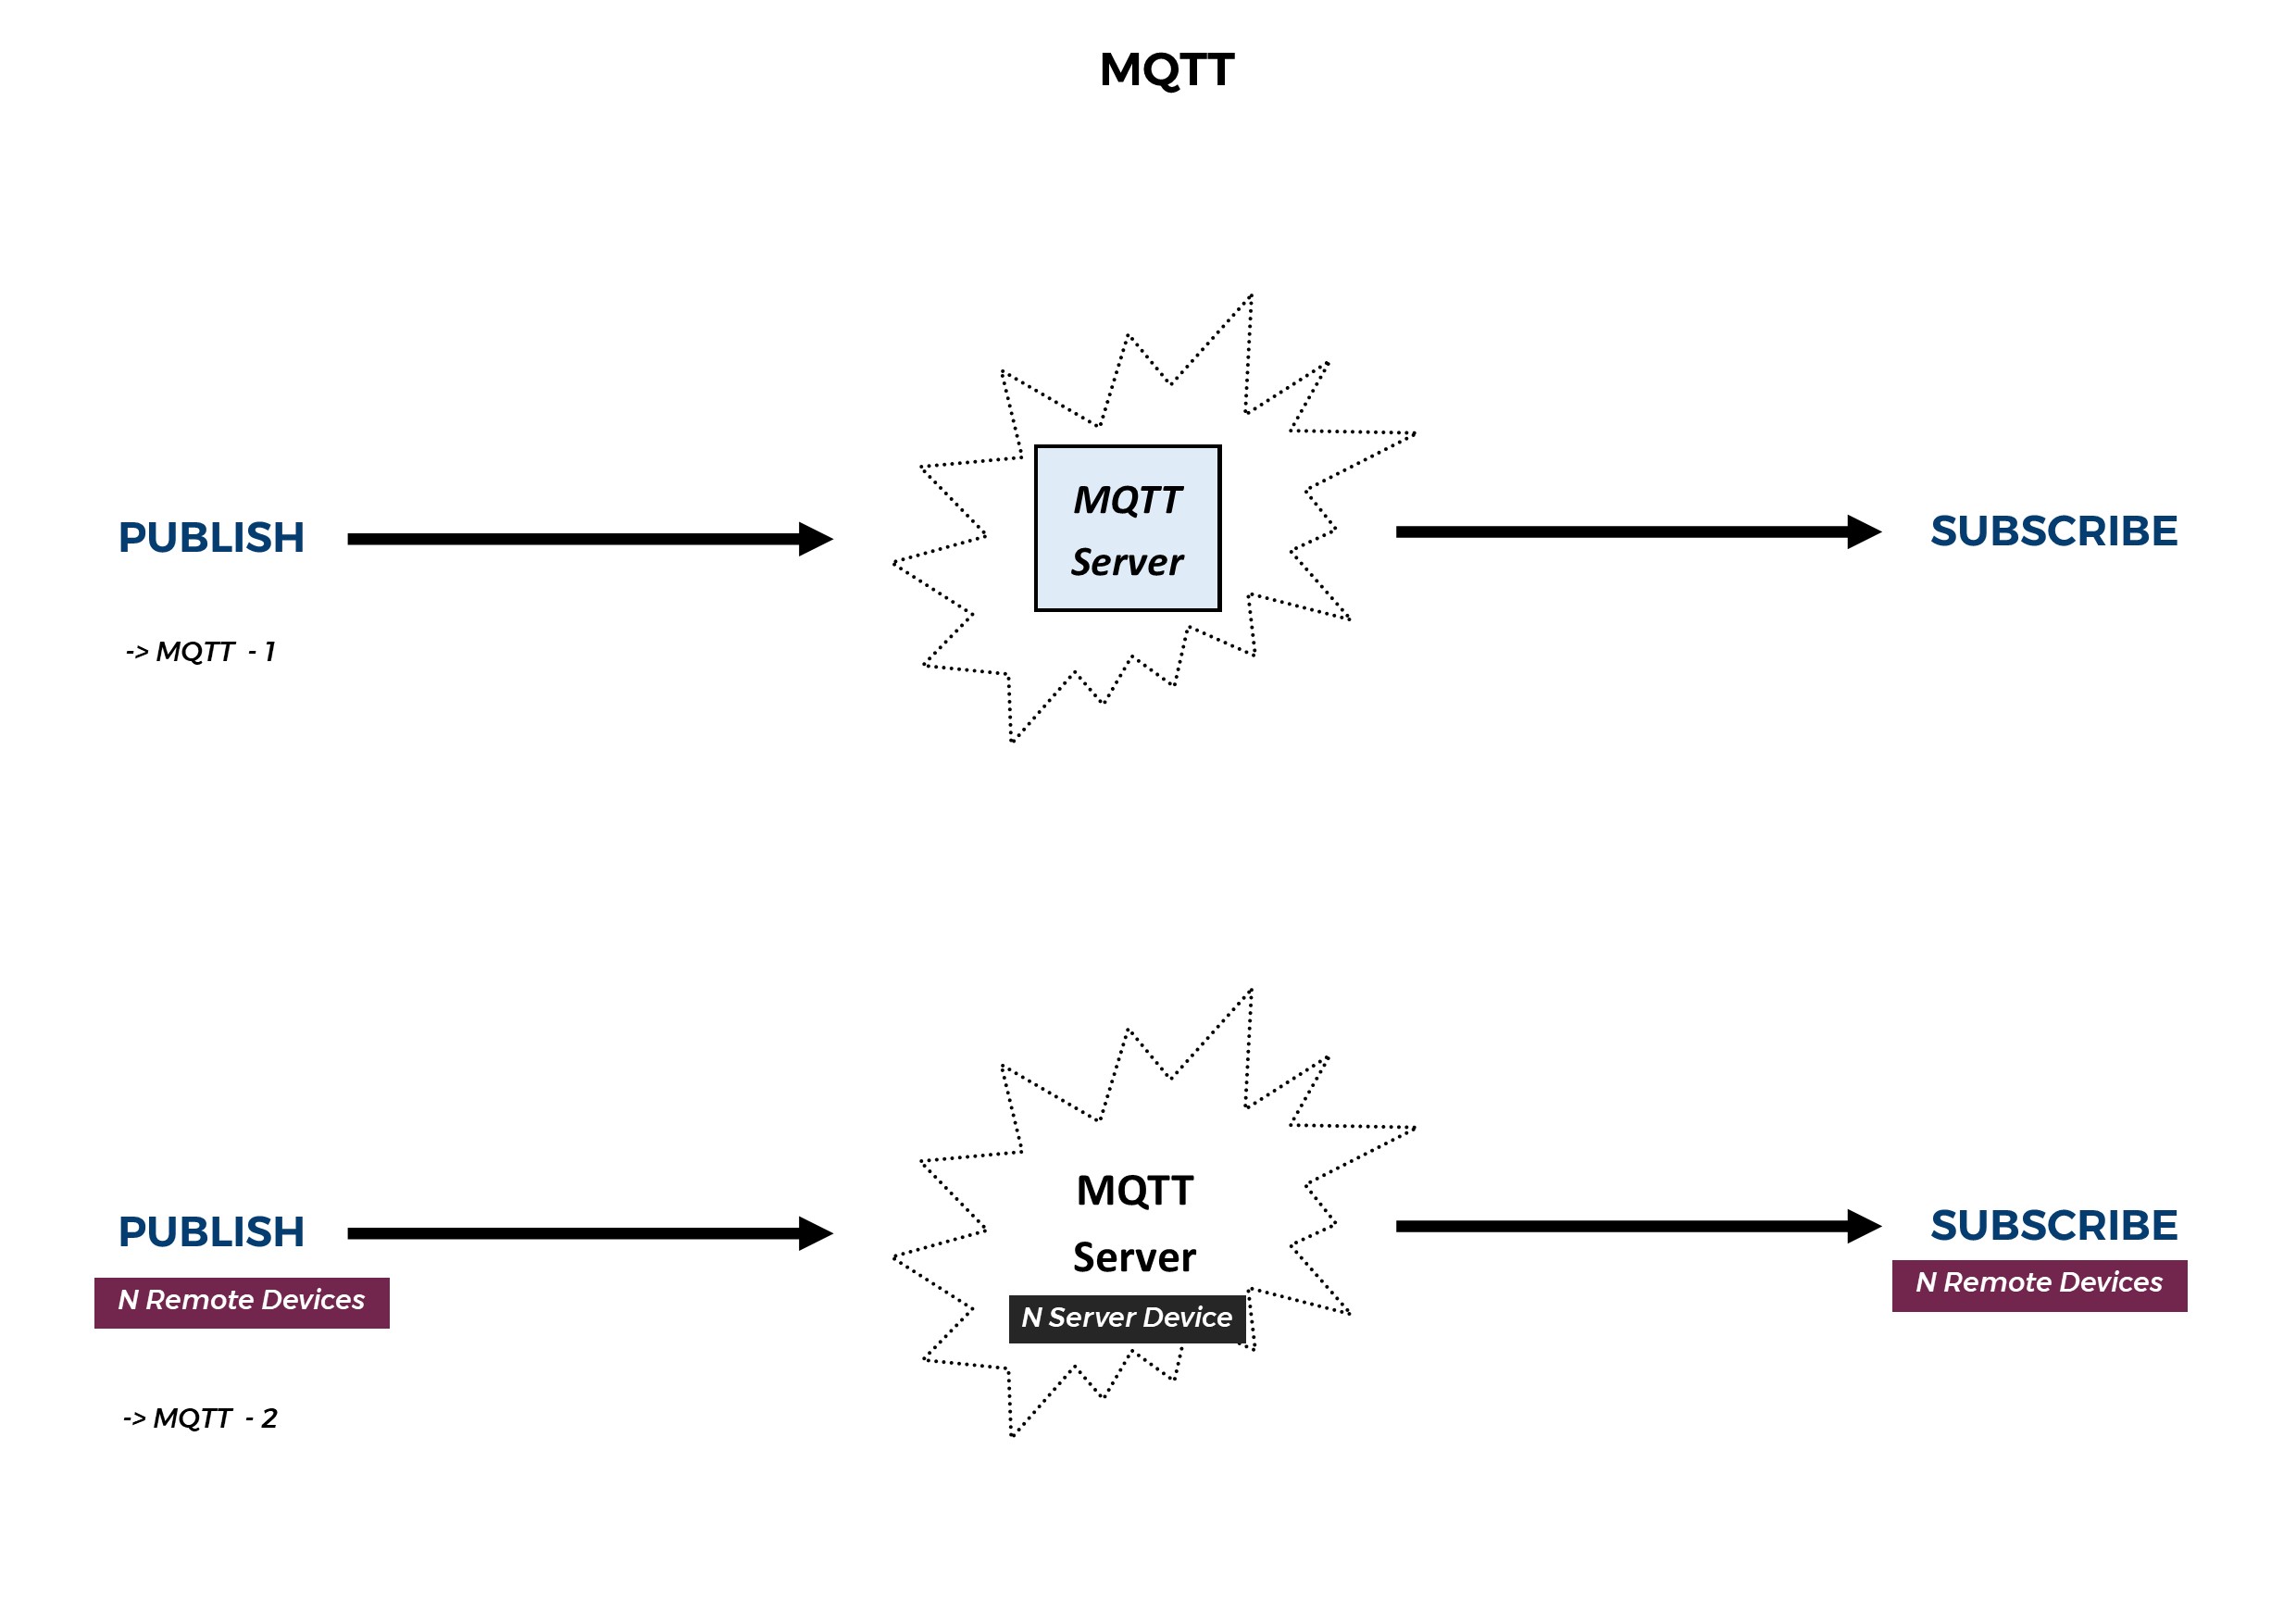 MQTT
MQTT
Server
PUBLISH
SUBSCRIBE
-> MQTT - 1
MQTT
Server
N Server Device
PUBLISH
N Remote Devices
SUBSCRIBE
N Remote Devices
-> MQTT - 2